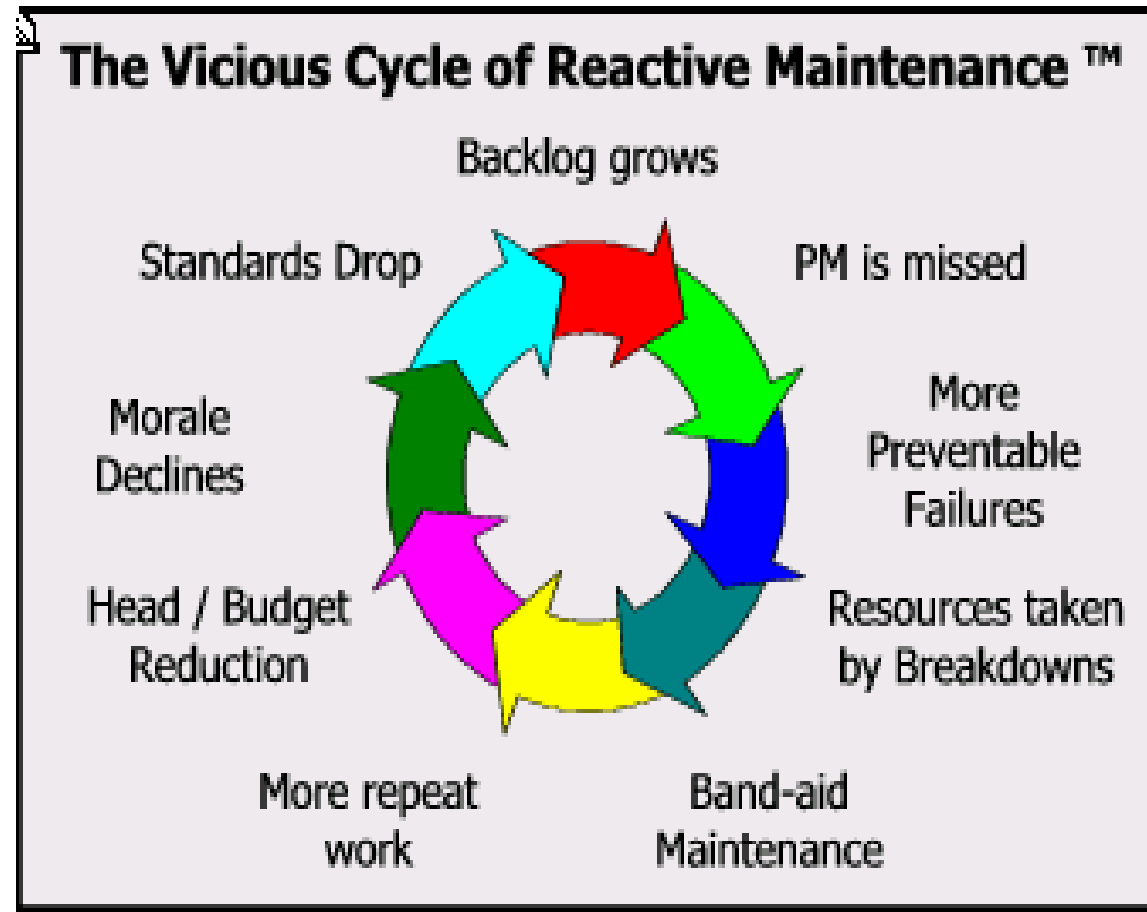 The Vicious Cycle of Reactive Maintenance ™
Backlog grows
Standards Drop
PM is missed
Morale
Declines
More
Preventable
Failures
Head / Budget
Reduction
Resources taken
by Breakdowns
More repeat
work
Band-aid
Maintenance